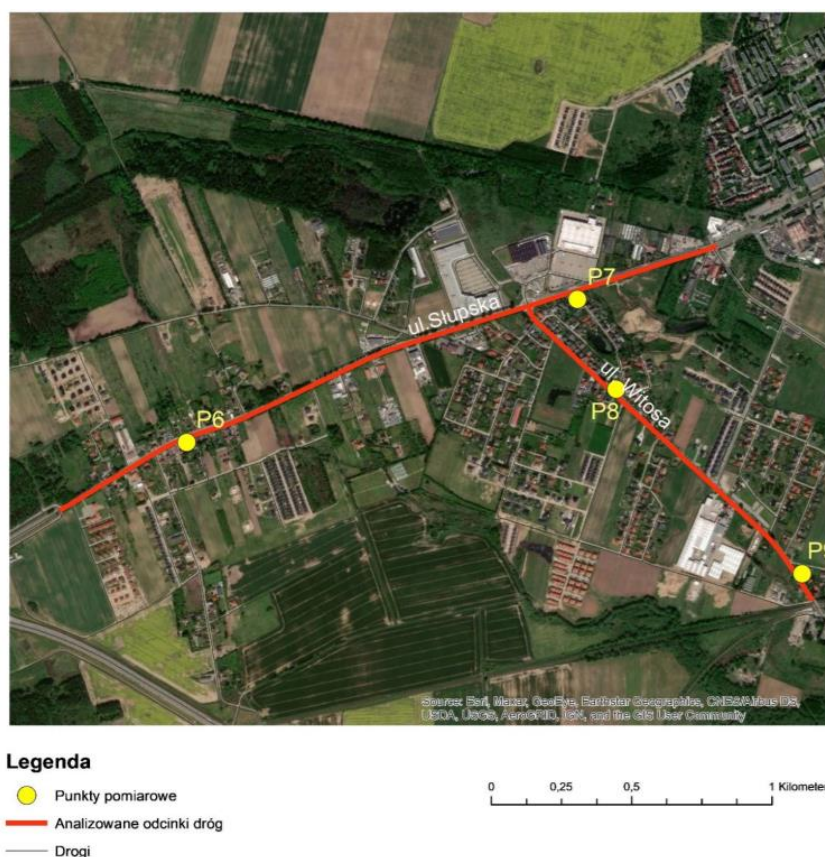 P7
ul.Słupska
ul. Witosa
P8
P6
P9
Source: Esri, Maxar, GeoEye, Earthstar Geographics, CNES/Airbus DS,
USDA, USGS, AeroGRID, IGN, and the GIS User Community
Legenda
Punkty pomiarowe
Analizowane odcinki dróg
Drogi
0 0,25 0,5 1 Kilometer